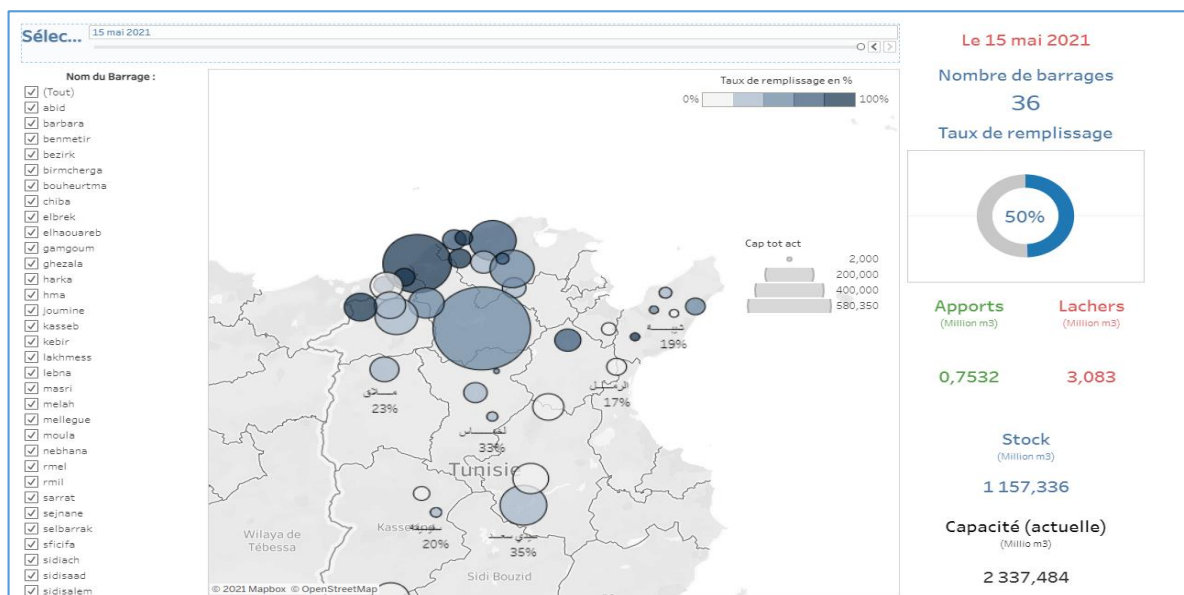 Sélec...
15 mai 2021
Nom du Barrage :
(Tout)
abid
barbara
benmetir
bezirk
birmcherga
bouheurtma
chiba
elbrek
elhaouareb
gamgoum
ghezala
harka
hma
joumine
kasseb
kebir
lakhmess
lebna
masri
melah
mellegue
moula
nebhana
rmel
rmil
sarrat
sejnane
selbarrak
sficifa
sidiach
sidisaad
sidisalem
Taux de remplissage en %
0%
100%
Cap tot act
2,000
200,000
400,000
580,350
19%
الرمل
17%
ملاق
23%
33%
Tunisie
20%
سيدي سعد
35%
Wilaya de
Tébessa
Sidi Bouzid
© 2021 Mapbox © OpenStreetMap
Le 15 mai 2021
Nombre de barrages
36
Taux de remplissage
50%
Apports
(Million m3)
Lachers
(Million m3)
0,7532
3,083
Stock
(Million m3)
1 157,336
Capacité (actuelle)
(Millio m3)
2 337,484